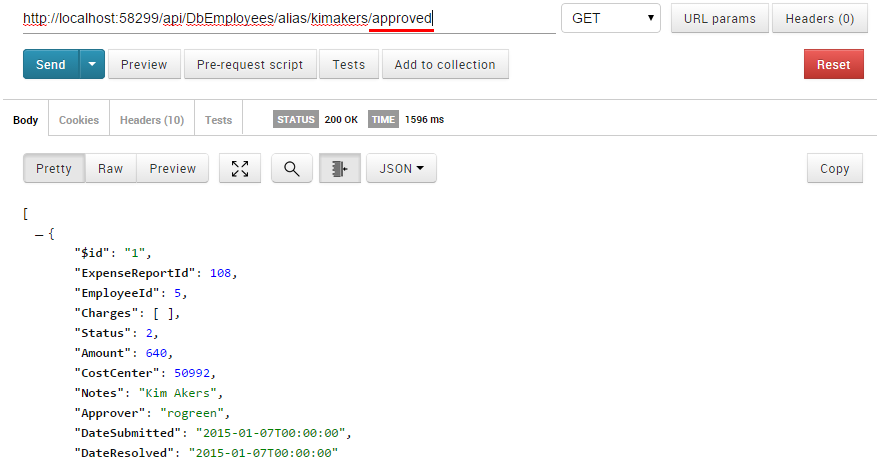 http://localhost:58299/api/DbEmployees/alias/kimakers/approved GET URL params Headers (0)
Send Preview Pre-request script Tests Add to collection Reset
Body Cookies Headers (10) Tests STATUS 200 OK TIME 1596 ms
Pretty Raw Preview JSON Copy
[
{
"$id": "1",
"ExpenseReportId": 108,
"EmployeeId": 5,
"Charges": [ ],
"Status": 2,
"Amount": 640,
"CostCenter": 50992,
"Notes": "Kim Akers",
"Approver": "rogreen",
"DateSubmitted": "2015-01-07T00:00:00",
"DateResolved": "2015-01-07T00:00:00"